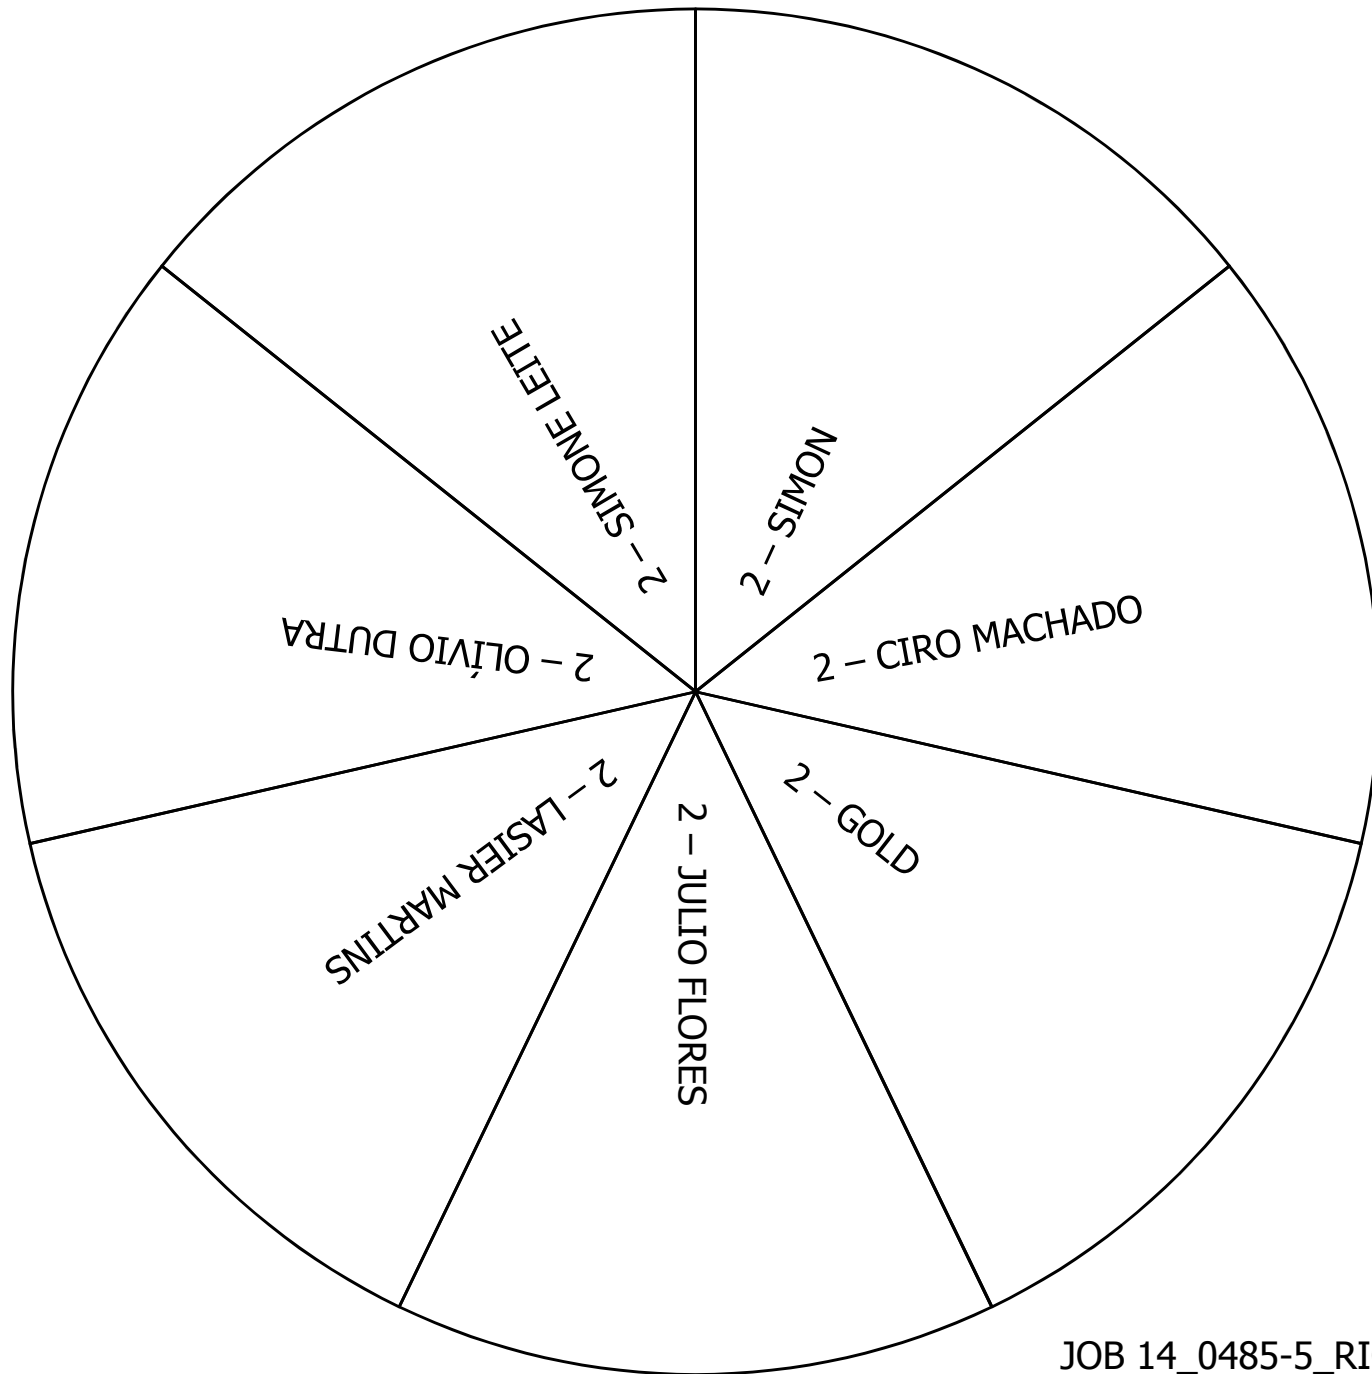 2 – SIMON
2 – CIRO MACHADO
2 – GOLD
2 – JULIO FLORES
2 – LASIER MARTINS
2 – OLÍVIO DUTRA
2 – SIMONE LEITE
JOB 14_0485-5_RI